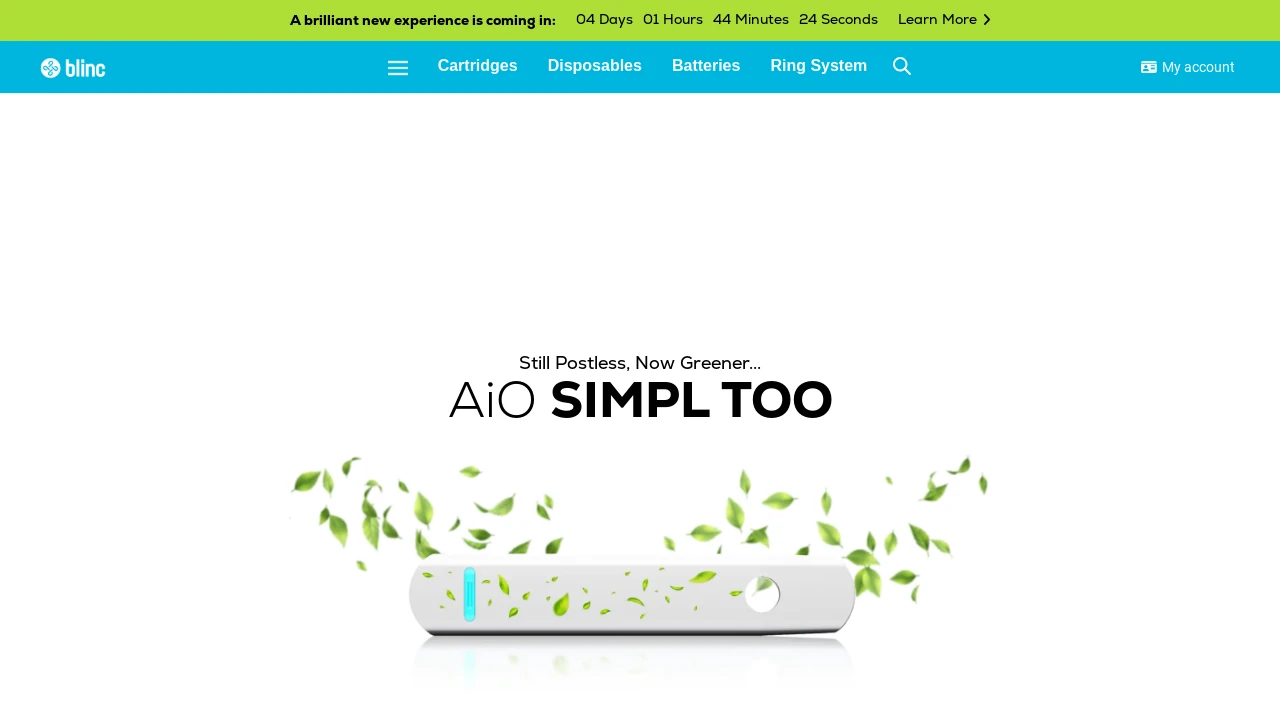 A brilliant new experience is coming in: 04 Days 01 Hours 44 Minutes 24 Seconds Learn More
blinc Cartridges Disposables Batteries Ring System My account
Still Postless, Now Greener...
AiO SIMPL TOO